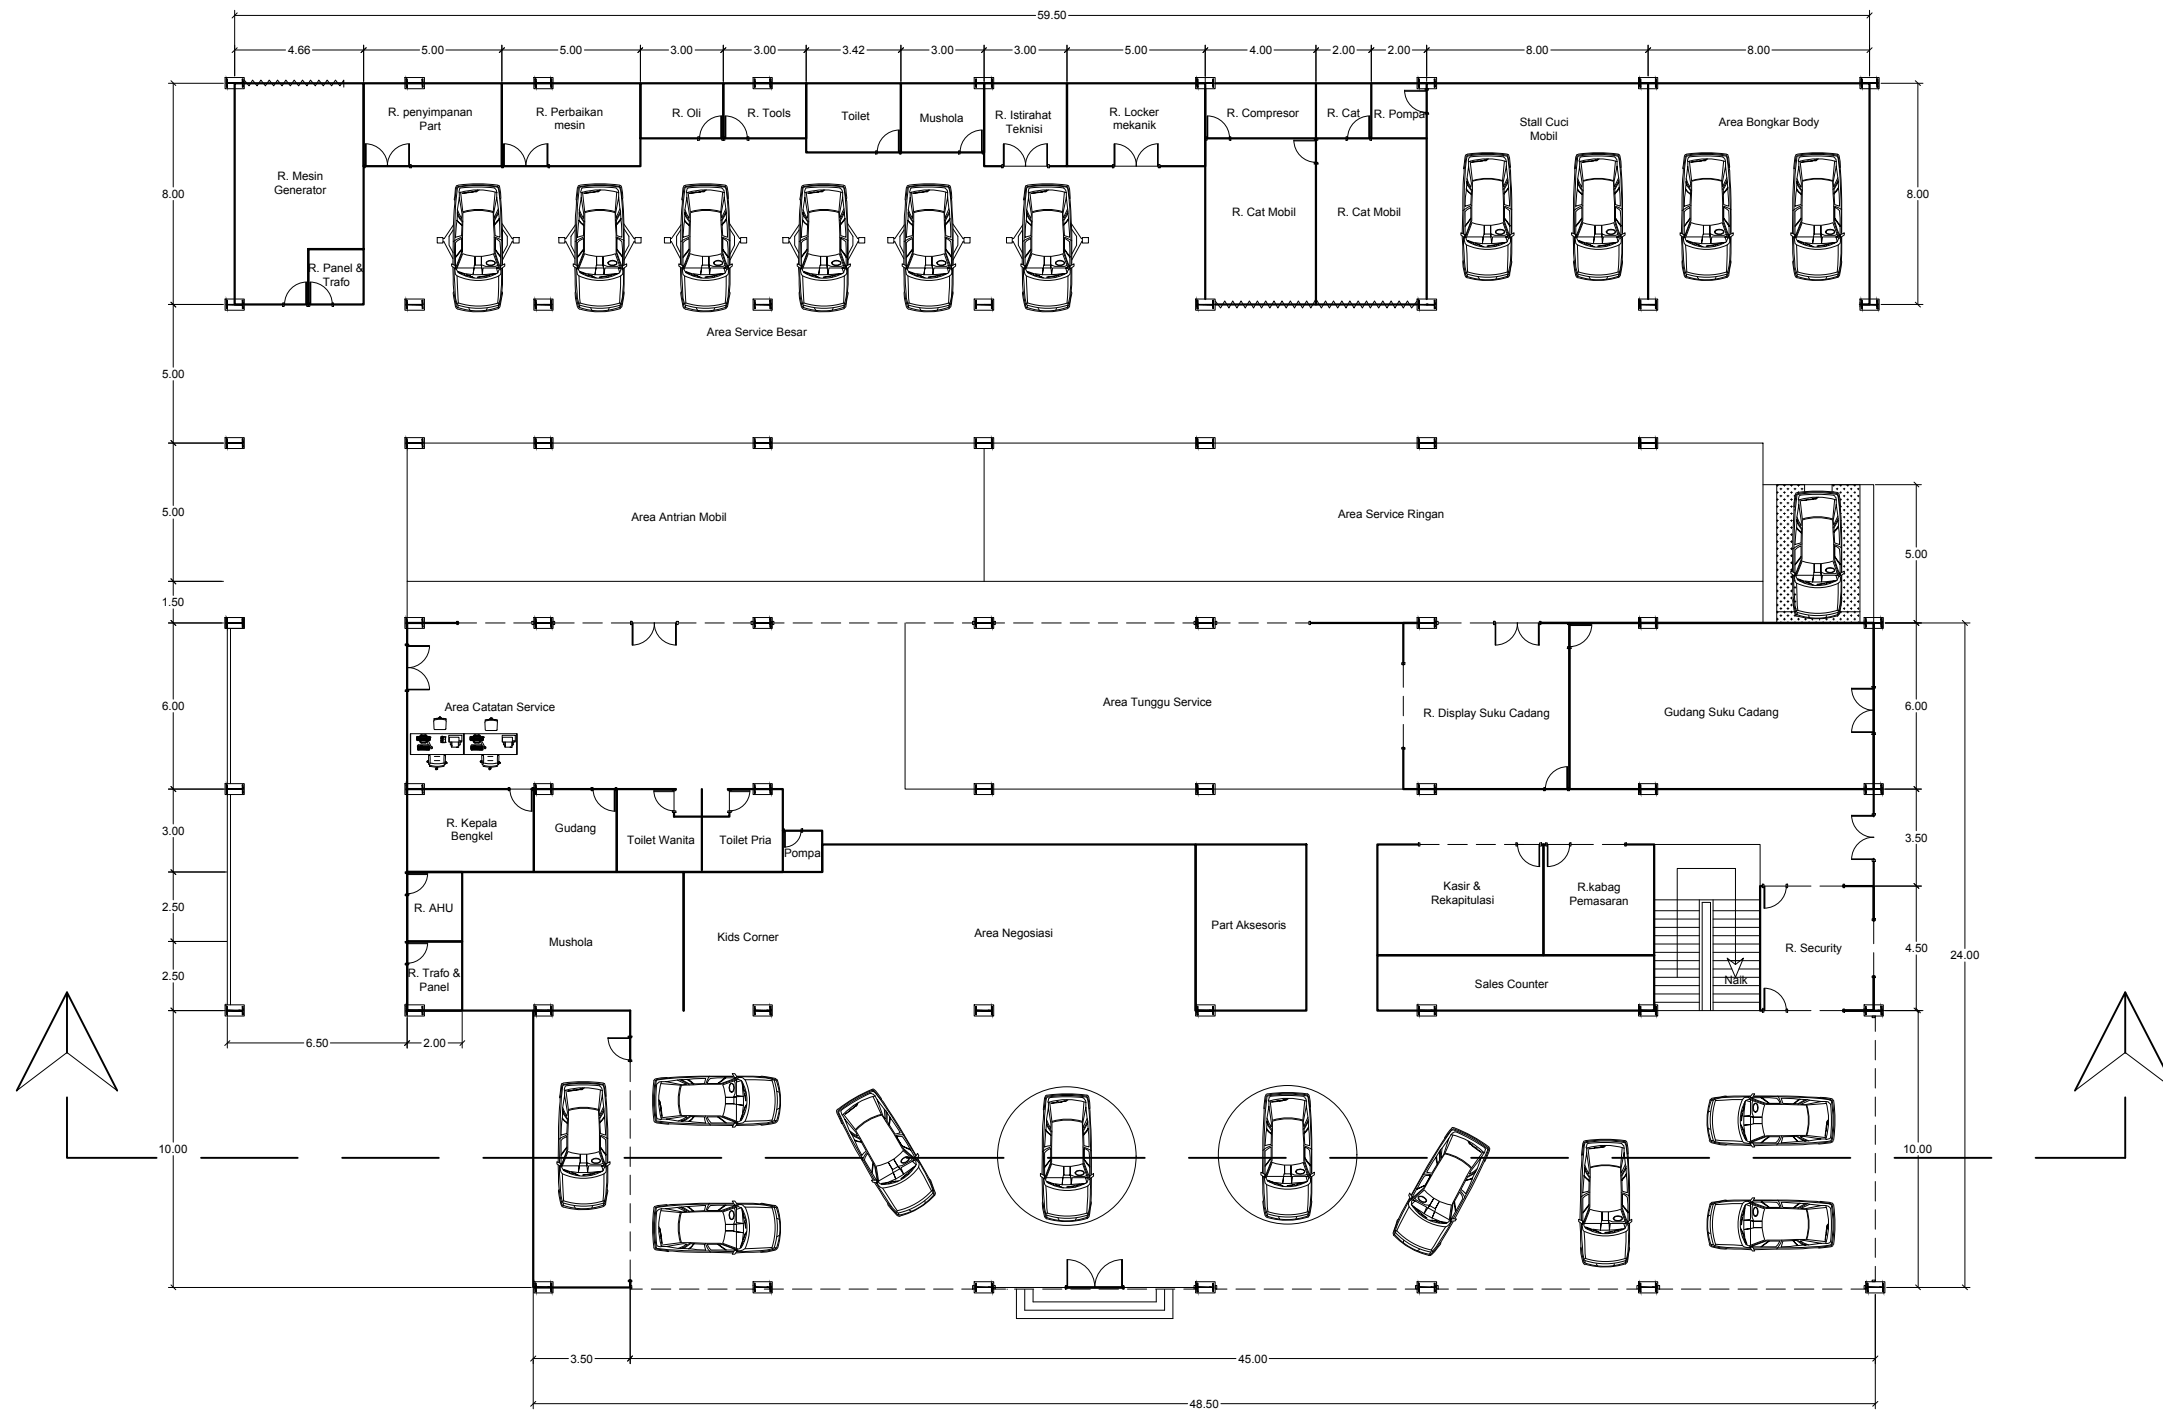 59.50
4.66
5.00
5.00
3.00
3.00
3.42
3.00
3.00
5.00
4.00
2.00
2.00
8.00
8.00
R. Mesin
Generator
R. penyimpanan
Part
R. Perbaikan
mesin
R. Oli
R. Tools
Toilet
Mushola
R. Istirahat
Teknisi
R. Locker
mekanik
R. Compresor
R. Cat
R. Pompa
Stall Cuci
Mobil
Area Bongkar Body
8.00
8.00
R. Cat Mobil
R. Cat Mobil
R. Panel &
Trafo
Area Service Besar
5.00
5.00
Area Antrian Mobil
Area Service Ringan
5.00
1.50
6.00
Area Catatan Service
Area Tunggu Service
R. Display Suku Cadang
Gudang Suku Cadang
6.00
3.00
R. Kepala
Bengkel
Gudang
Toilet Wanita
Toilet Pria
Pompa
3.50
2.50
R. AHU
Mushola
Kids Corner
Area Negosiasi
Part Aksesoris
Kasir &
Rekapitulasi
R.kabag
Pemasaran
R. Security
4.50
24.00
2.50
R. Trafo &
Panel
Sales Counter
Naik
6.50
2.00
10.00
10.00
3.50
45.00
48.50